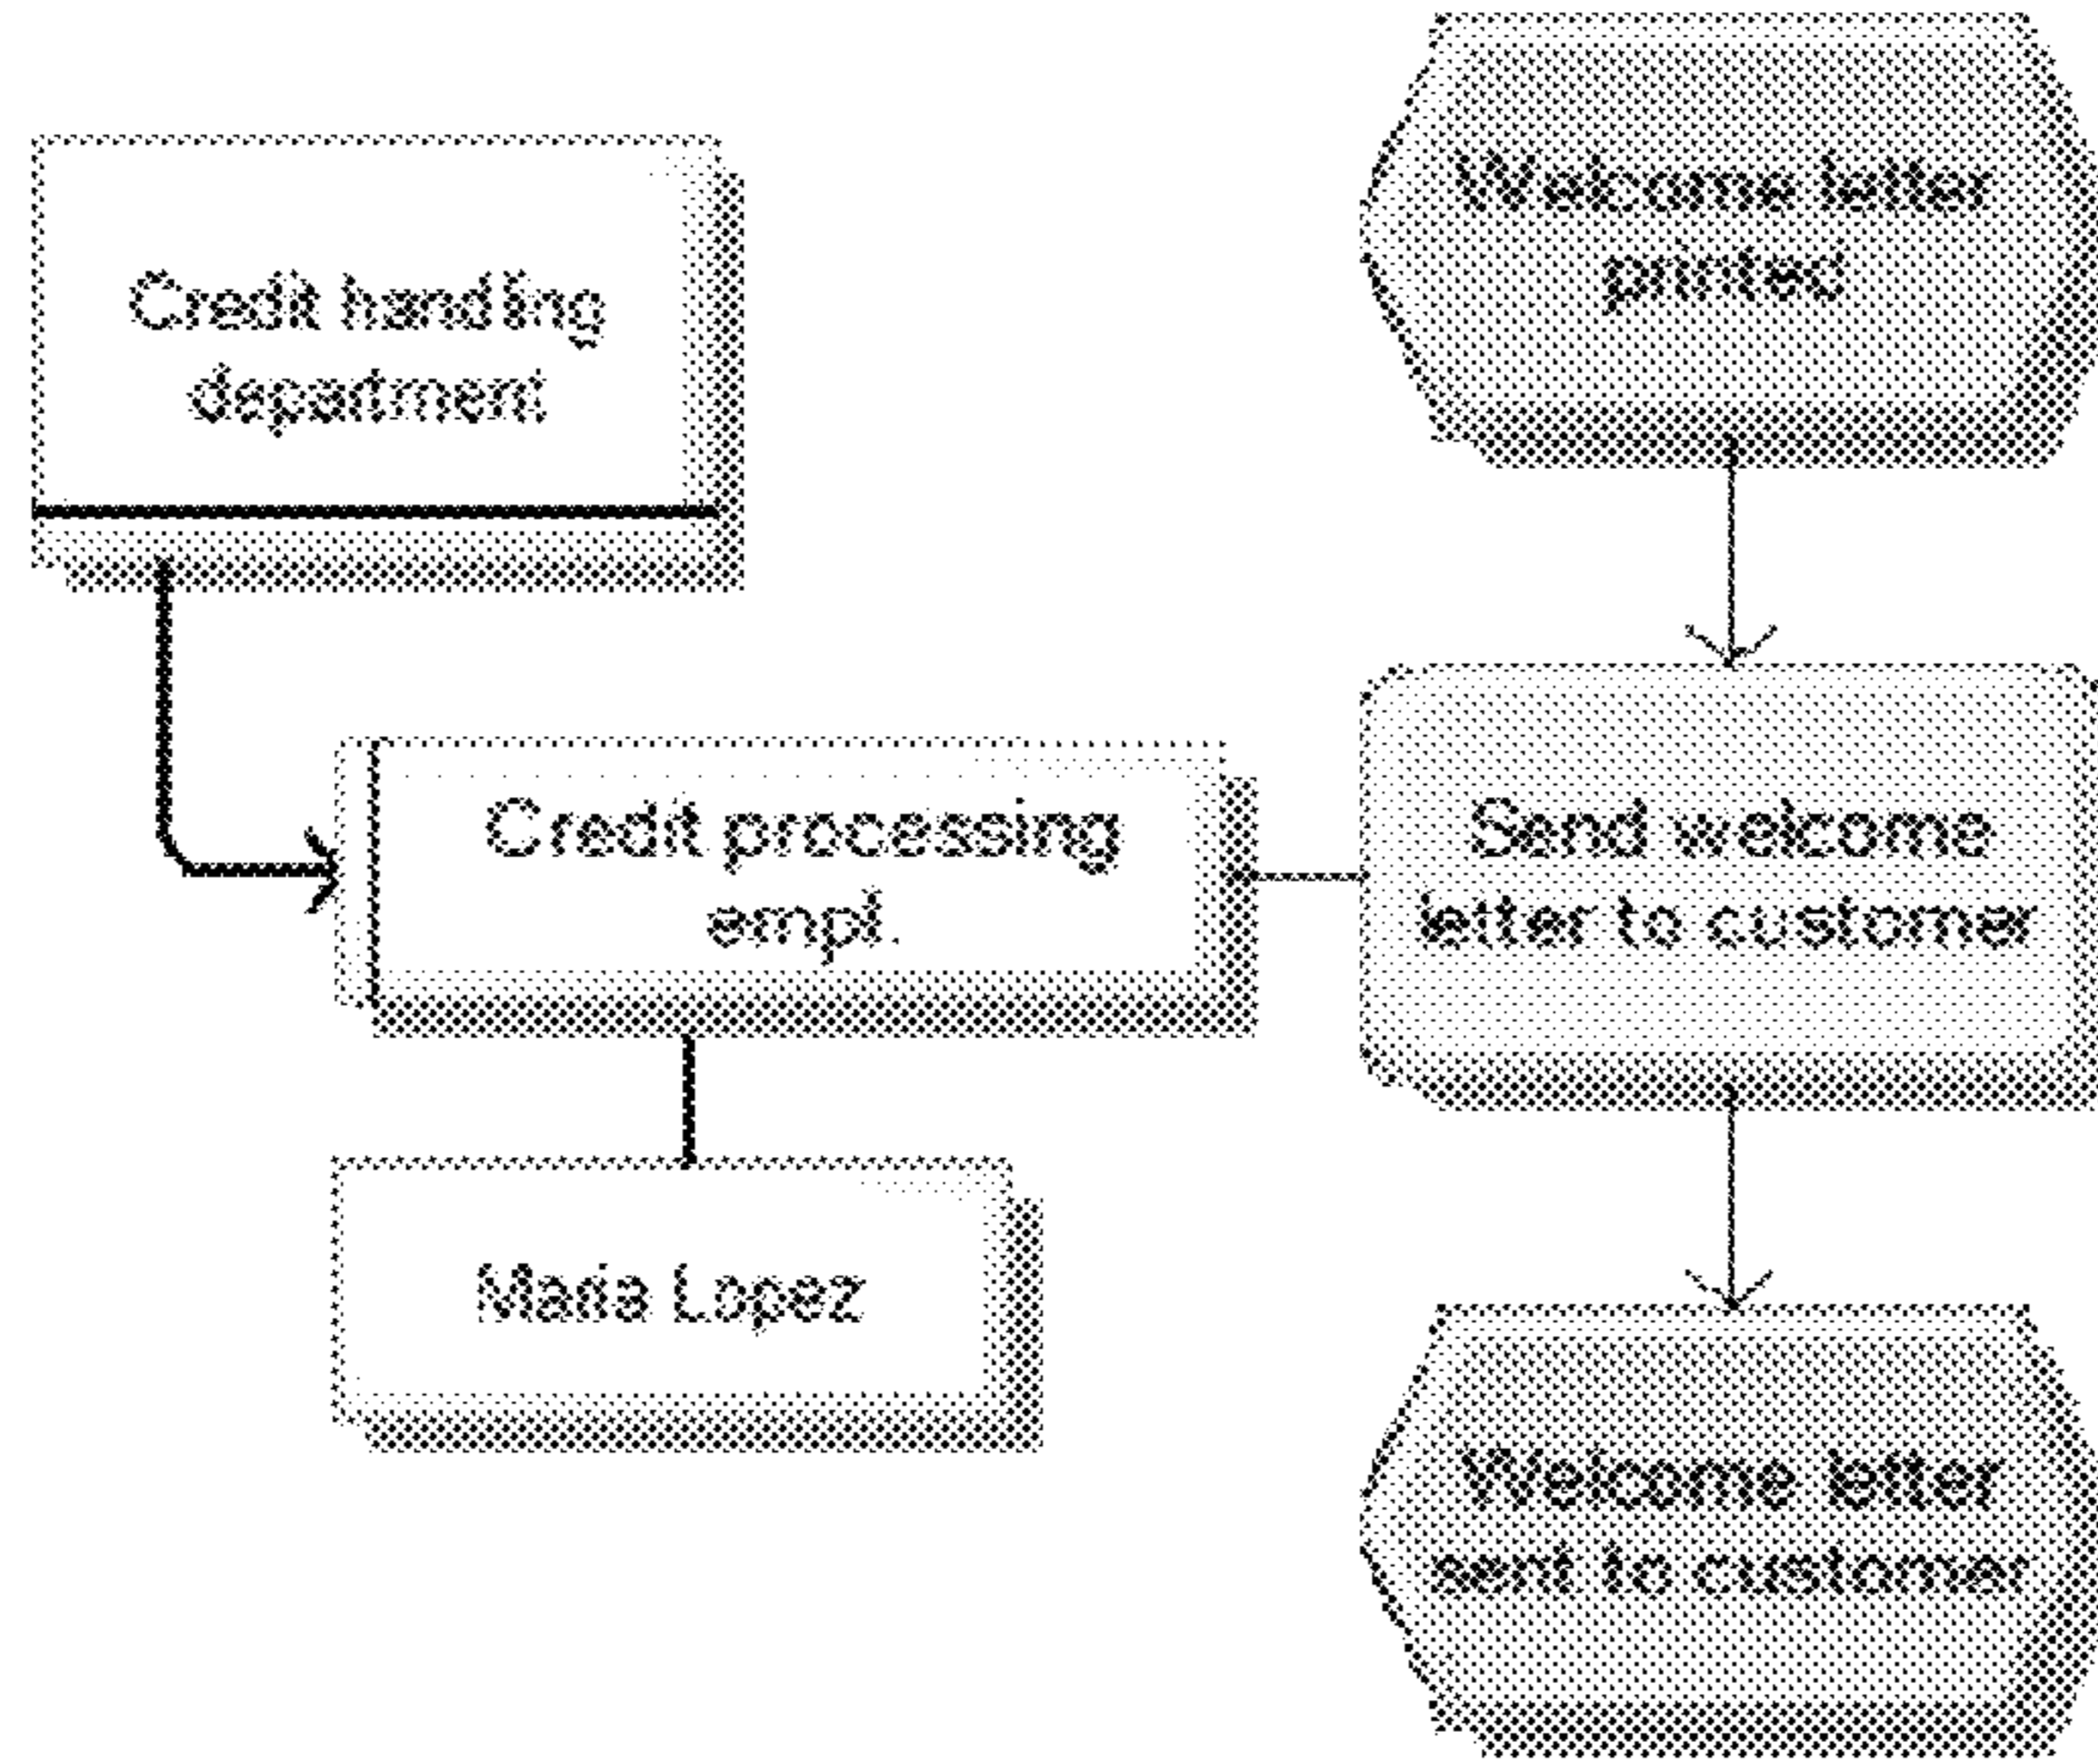 Welcome letter
printed
Credit handling
department
Credit processing
empl.
Send welcome
letter to customer
Maria Lopez
Welcome letter
sent to customer